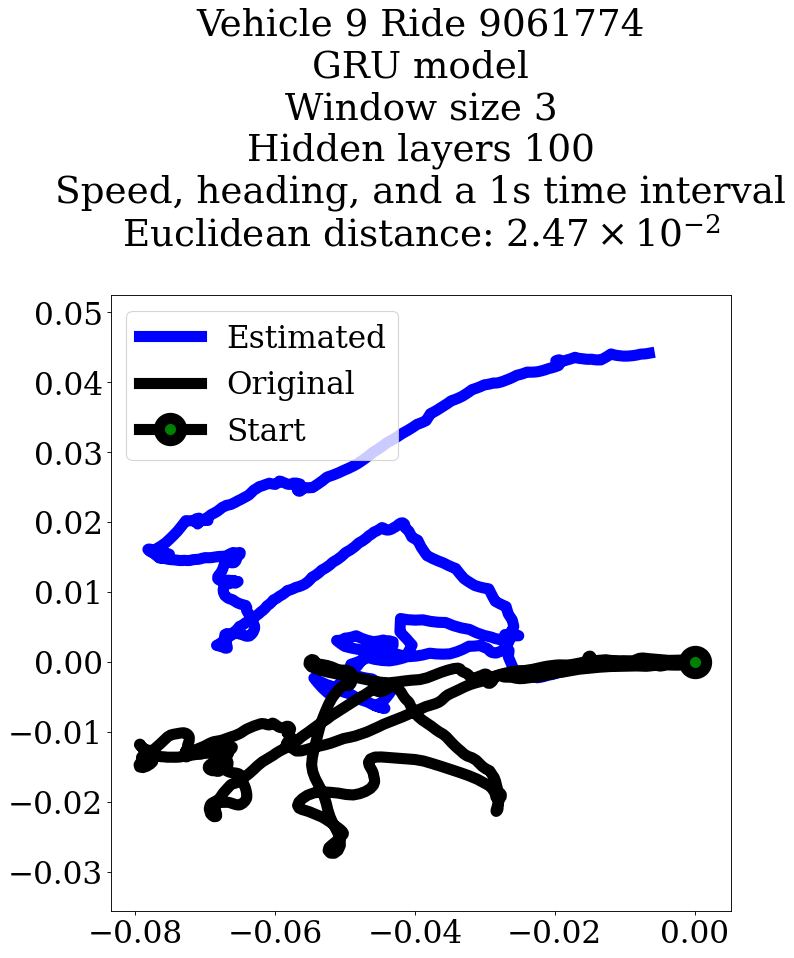 Vehicle 9 Ride 9061774
GRU model
Window size 3
Hidden layers 100
Speed, heading, and a 1s time interval
Euclidean distance: 2.47 × 10⁻²
Estimated
Original
Start
0.05
0.04
0.03
0.02
0.01
0.00
−0.01
−0.02
−0.03
−0.08 −0.06 −0.04 −0.02 0.00